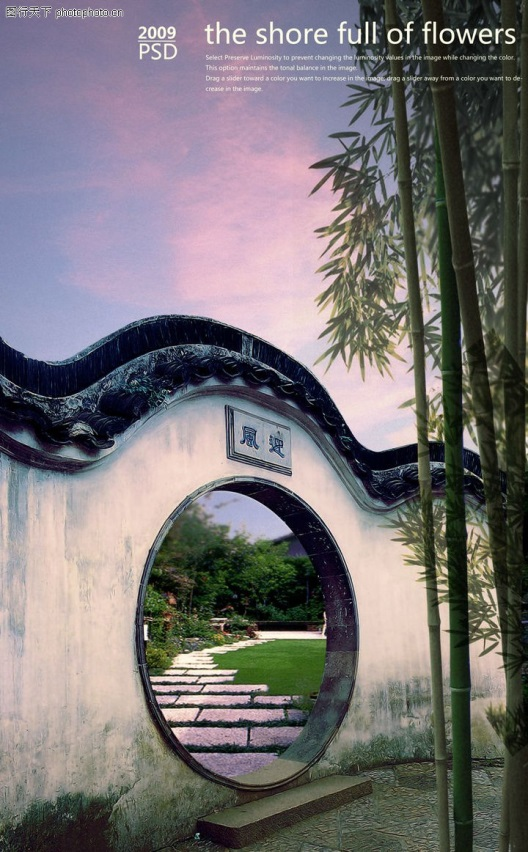 图行天下 photophoto.cn
2009
PSD
the shore full of flowers
Select Preserve Luminosity to prevent changing the luminosity values in the image while changing the color.
This option maintains the tonal balance in the image.
Drag a slider toward a color you want to increase in the image; drag a slider away from a color you want to de-
crease in the image.
迎風